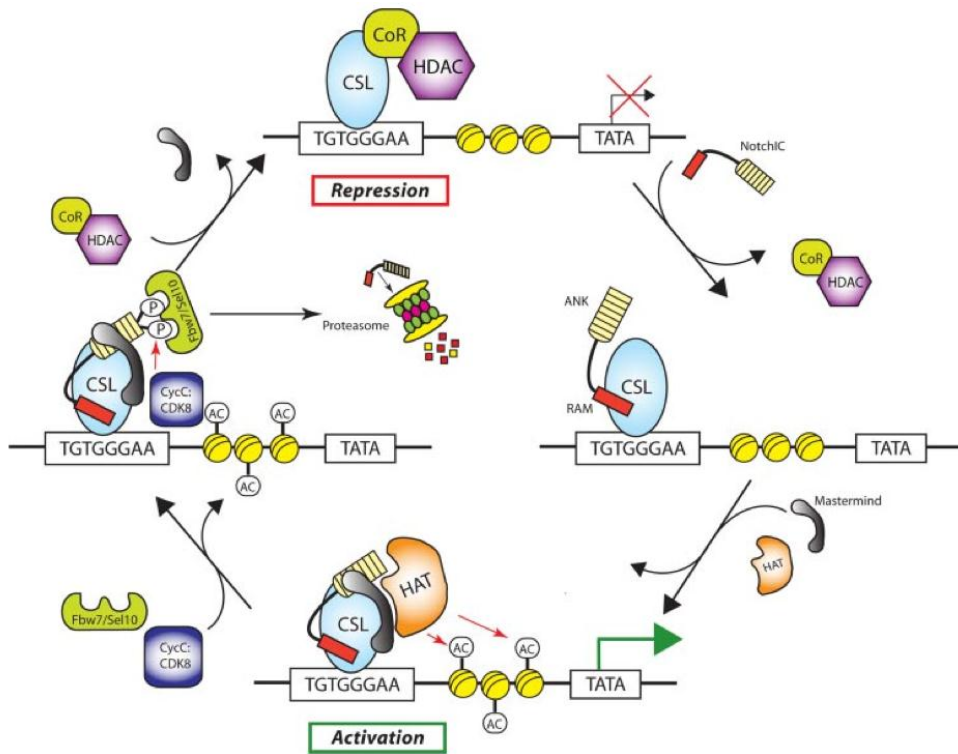 CoR
HDAC
CSL
TGTGGGAA
TATA
Repression
NotchIC
CoR
HDAC
ANK
CSL
RAM
TGTGGGAA
TATA
Mastermind
HAT
HAT
CSL
AC
AC
AC
TGTGGGAA
TATA
Activation
Fbw7/Sel10
CycC:
CDK8
CoR
HDAC
P
P
Fbw7/Sel10
Proteasome
CSL
CycC:
CDK8
AC
AC
AC
TGTGGGAA
TATA